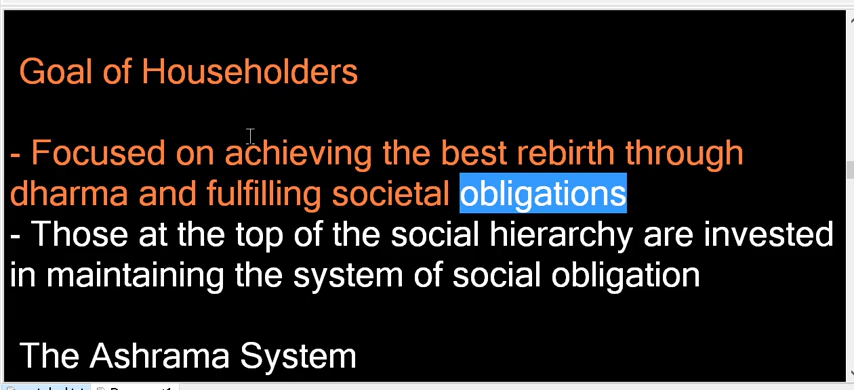 Goal of Householders
- Focused on achieving the best rebirth through
dharma and fulfilling societal obligations
- Those at the top of the social hierarchy are invested
in maintaining the system of social obligation
The Ashrama System